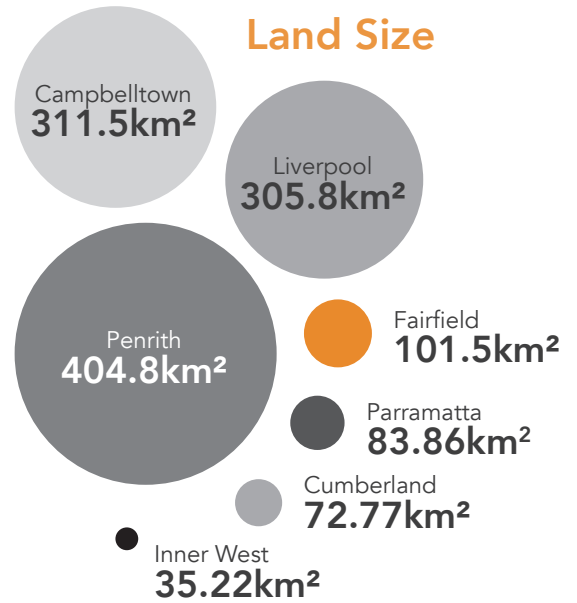 Land Size
Campbelltown
311.5km²
Liverpool
305.8km²
Penrith
404.8km²
Fairfield
101.5km²
Parramatta
83.86km²
Cumberland
72.77km²
Inner West
35.22km²